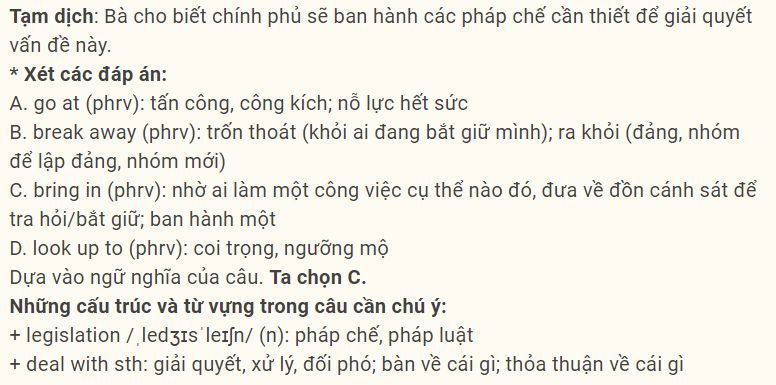 Tạm dịch: Bà cho biết chính phủ sẽ ban hành các pháp chế cần thiết để giải quyết
vấn đề này.
* Xét các đáp án:
A. go at (phrv): tấn công, công kích; nỗ lực hết sức
B. break away (phrv): trốn thoát (khỏi ai đang bắt giữ mình); ra khỏi (đảng, nhóm
để lập đảng, nhóm mới)
C. bring in (phrv): nhờ ai làm một công việc cụ thể nào đó, đưa về đồn cánh sát để
tra hỏi/bắt giữ; ban hành một
D. look up to (phrv): coi trọng, ngưỡng mộ
Dựa vào ngữ nghĩa của câu. Ta chọn C.
Những cấu trúc và từ vựng trong câu cần chú ý:
+ legislation /ˌledʒɪsˈleɪʃn/ (n): pháp chế, pháp luật
+ deal with sth: giải quyết, xử lý, đối phó; bàn về cái gì; thỏa thuận về cái gì